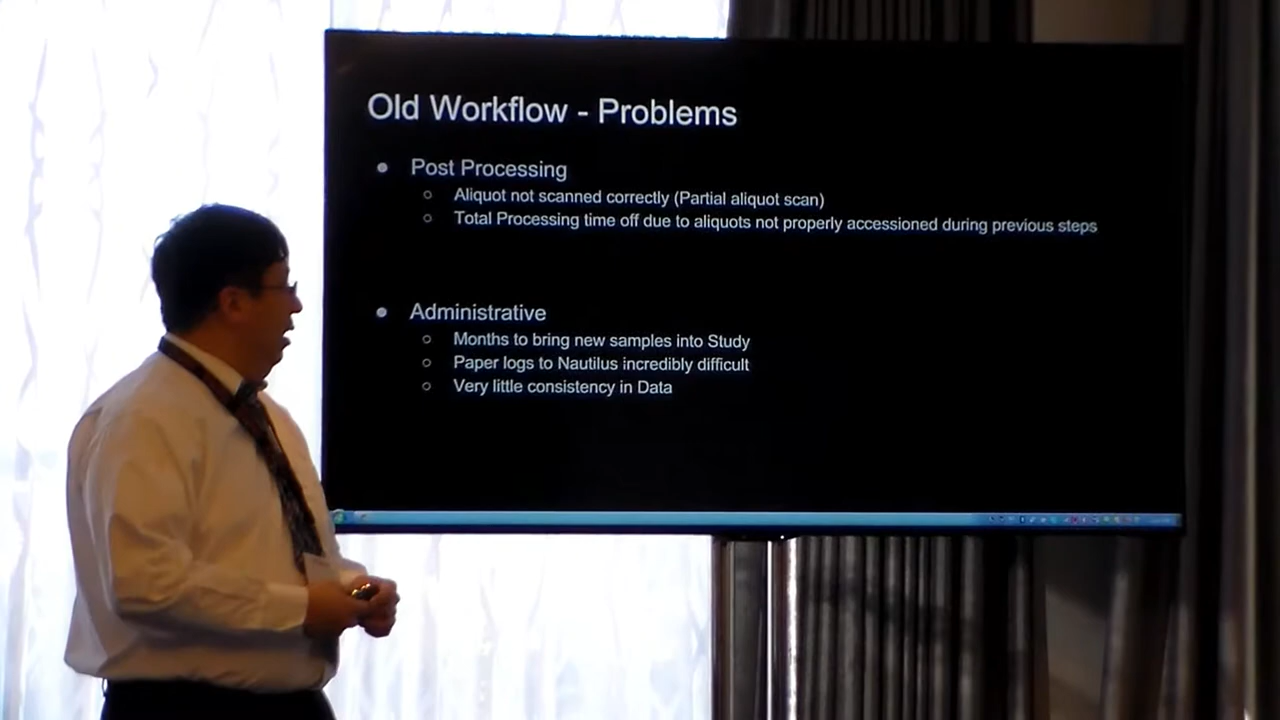 Old Workflow - Problems
● Post Processing
○ Aliquot not scanned correctly (Partial aliquot scan)
○ Total Processing time off due to aliquots not properly accessioned during previous steps
● Administrative
○ Months to bring new samples into Study
○ Paper logs to Nautilus incredibly difficult
○ Very little consistency in Data